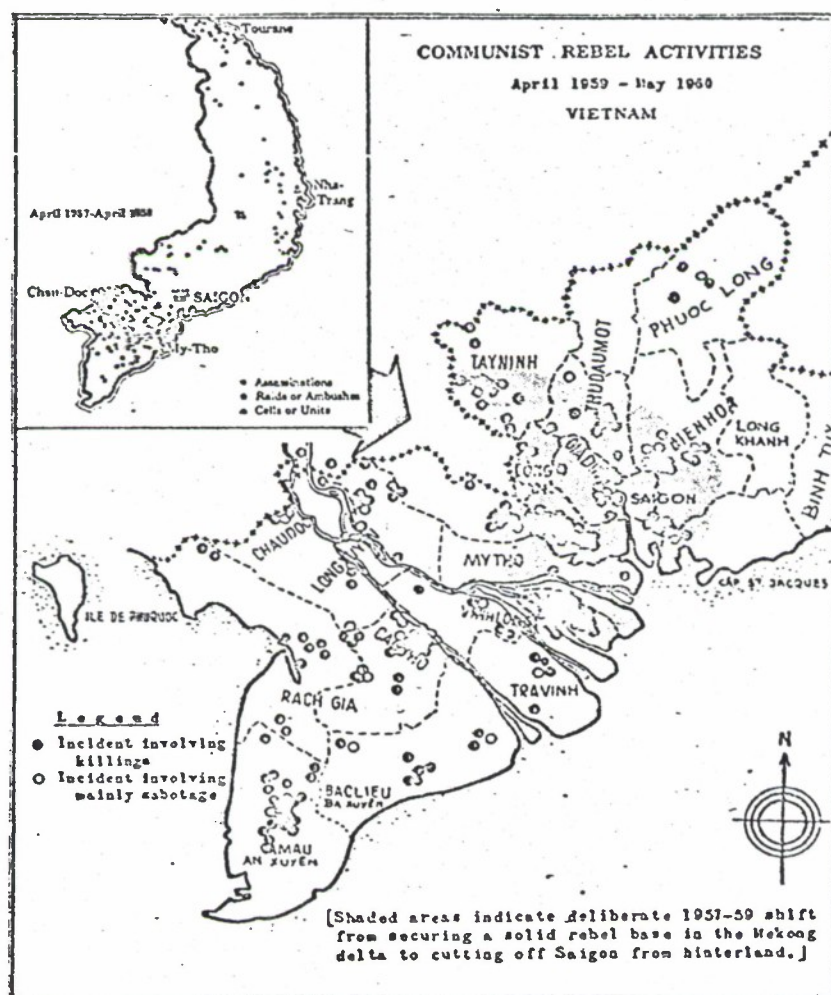 COMMUNIST REBEL ACTIVITIES
April 1959 - May 1960
VIETNAM
Tourane
Nha-Trang
April 1957-April 1958
Chau-Doc
SAIGON
My-Tho
Assassinations
Raids or Ambushes
Cells or Units
PHUOC LONG
TAYNINH
THUDAUMOT
BIENHOA
LONG KHANH
BINH
GIADINH
SAIGON
CHAUDOC
LONG
MYTHO
CAP ST JACQUES
ILE DE PHUQUOC
VINHLONG
CANTHO
TRAVINH
RACH GIA
Legend
Incident involving
killings
Incident involving
mainly sabotage
BACLIEU
BA XUYEN
CAMAU
AN XUYEN
N
[Shaded areas indicate deliberate 1957-59 shift
from securing a solid rebel base in the Mekong
delta to cutting off Saigon from hinterland.]